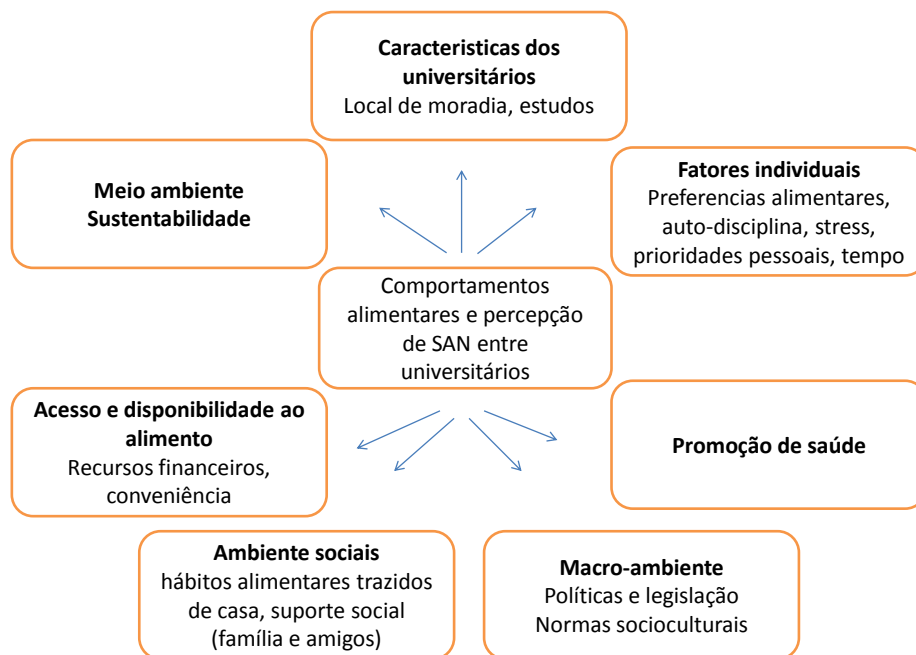 Caracteristicas dos
universitários
Local de moradia, estudos
Meio ambiente
Sustentabilidade
Fatores individuais
Preferencias alimentares,
auto-disciplina, stress,
prioridades pessoais, tempo
Comportamentos
alimentares e percepção
de SAN entre
universitários
Acesso e disponibilidade ao
alimento
Recursos financeiros,
conveniência
Promoção de saúde
Ambiente sociais
hábitos alimentares trazidos
de casa, suporte social
(família e amigos)
Macro-ambiente
Políticas e legislação
Normas socioculturais